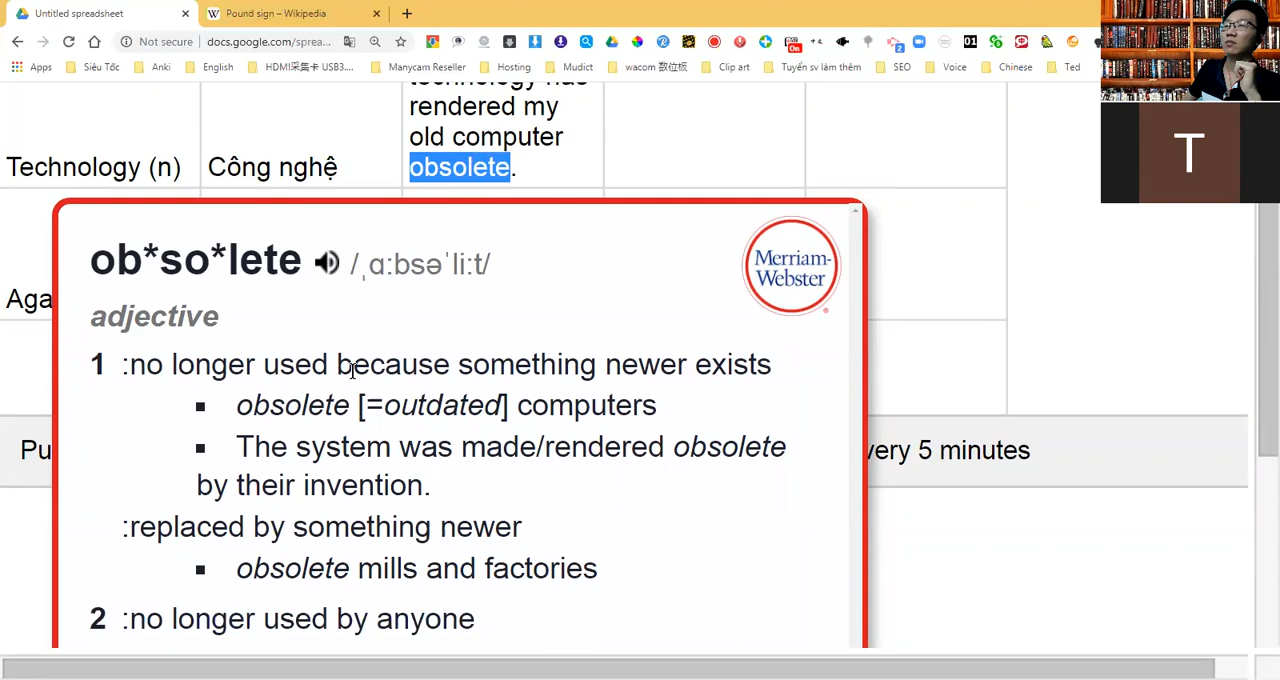 Untitled spreadsheet
Pound sign – Wikipedia
Not secure
docs.google.com/sprea...
Apps
Siêu Tốc
Anki
English
HDMI采集卡 USB3....
Manycam Reseller
Hosting
Mudict
wacom 数位板
Clip art
Tuyển sv làm thêm
SEO
Voice
Chinese
Ted
technology has
rendered my
old computer
Technology (n)
Công nghệ
obsolete.
ob*so*lete /ˌɑːbsəˈliːt/
Merriam-
Webster
adjective
Aga
1 :no longer used because something newer exists
▪ obsolete [=outdated] computers
▪ The system was made/rendered obsolete
by their invention.
Pu
very 5 minutes
:replaced by something newer
▪ obsolete mills and factories
2 :no longer used by anyone
T